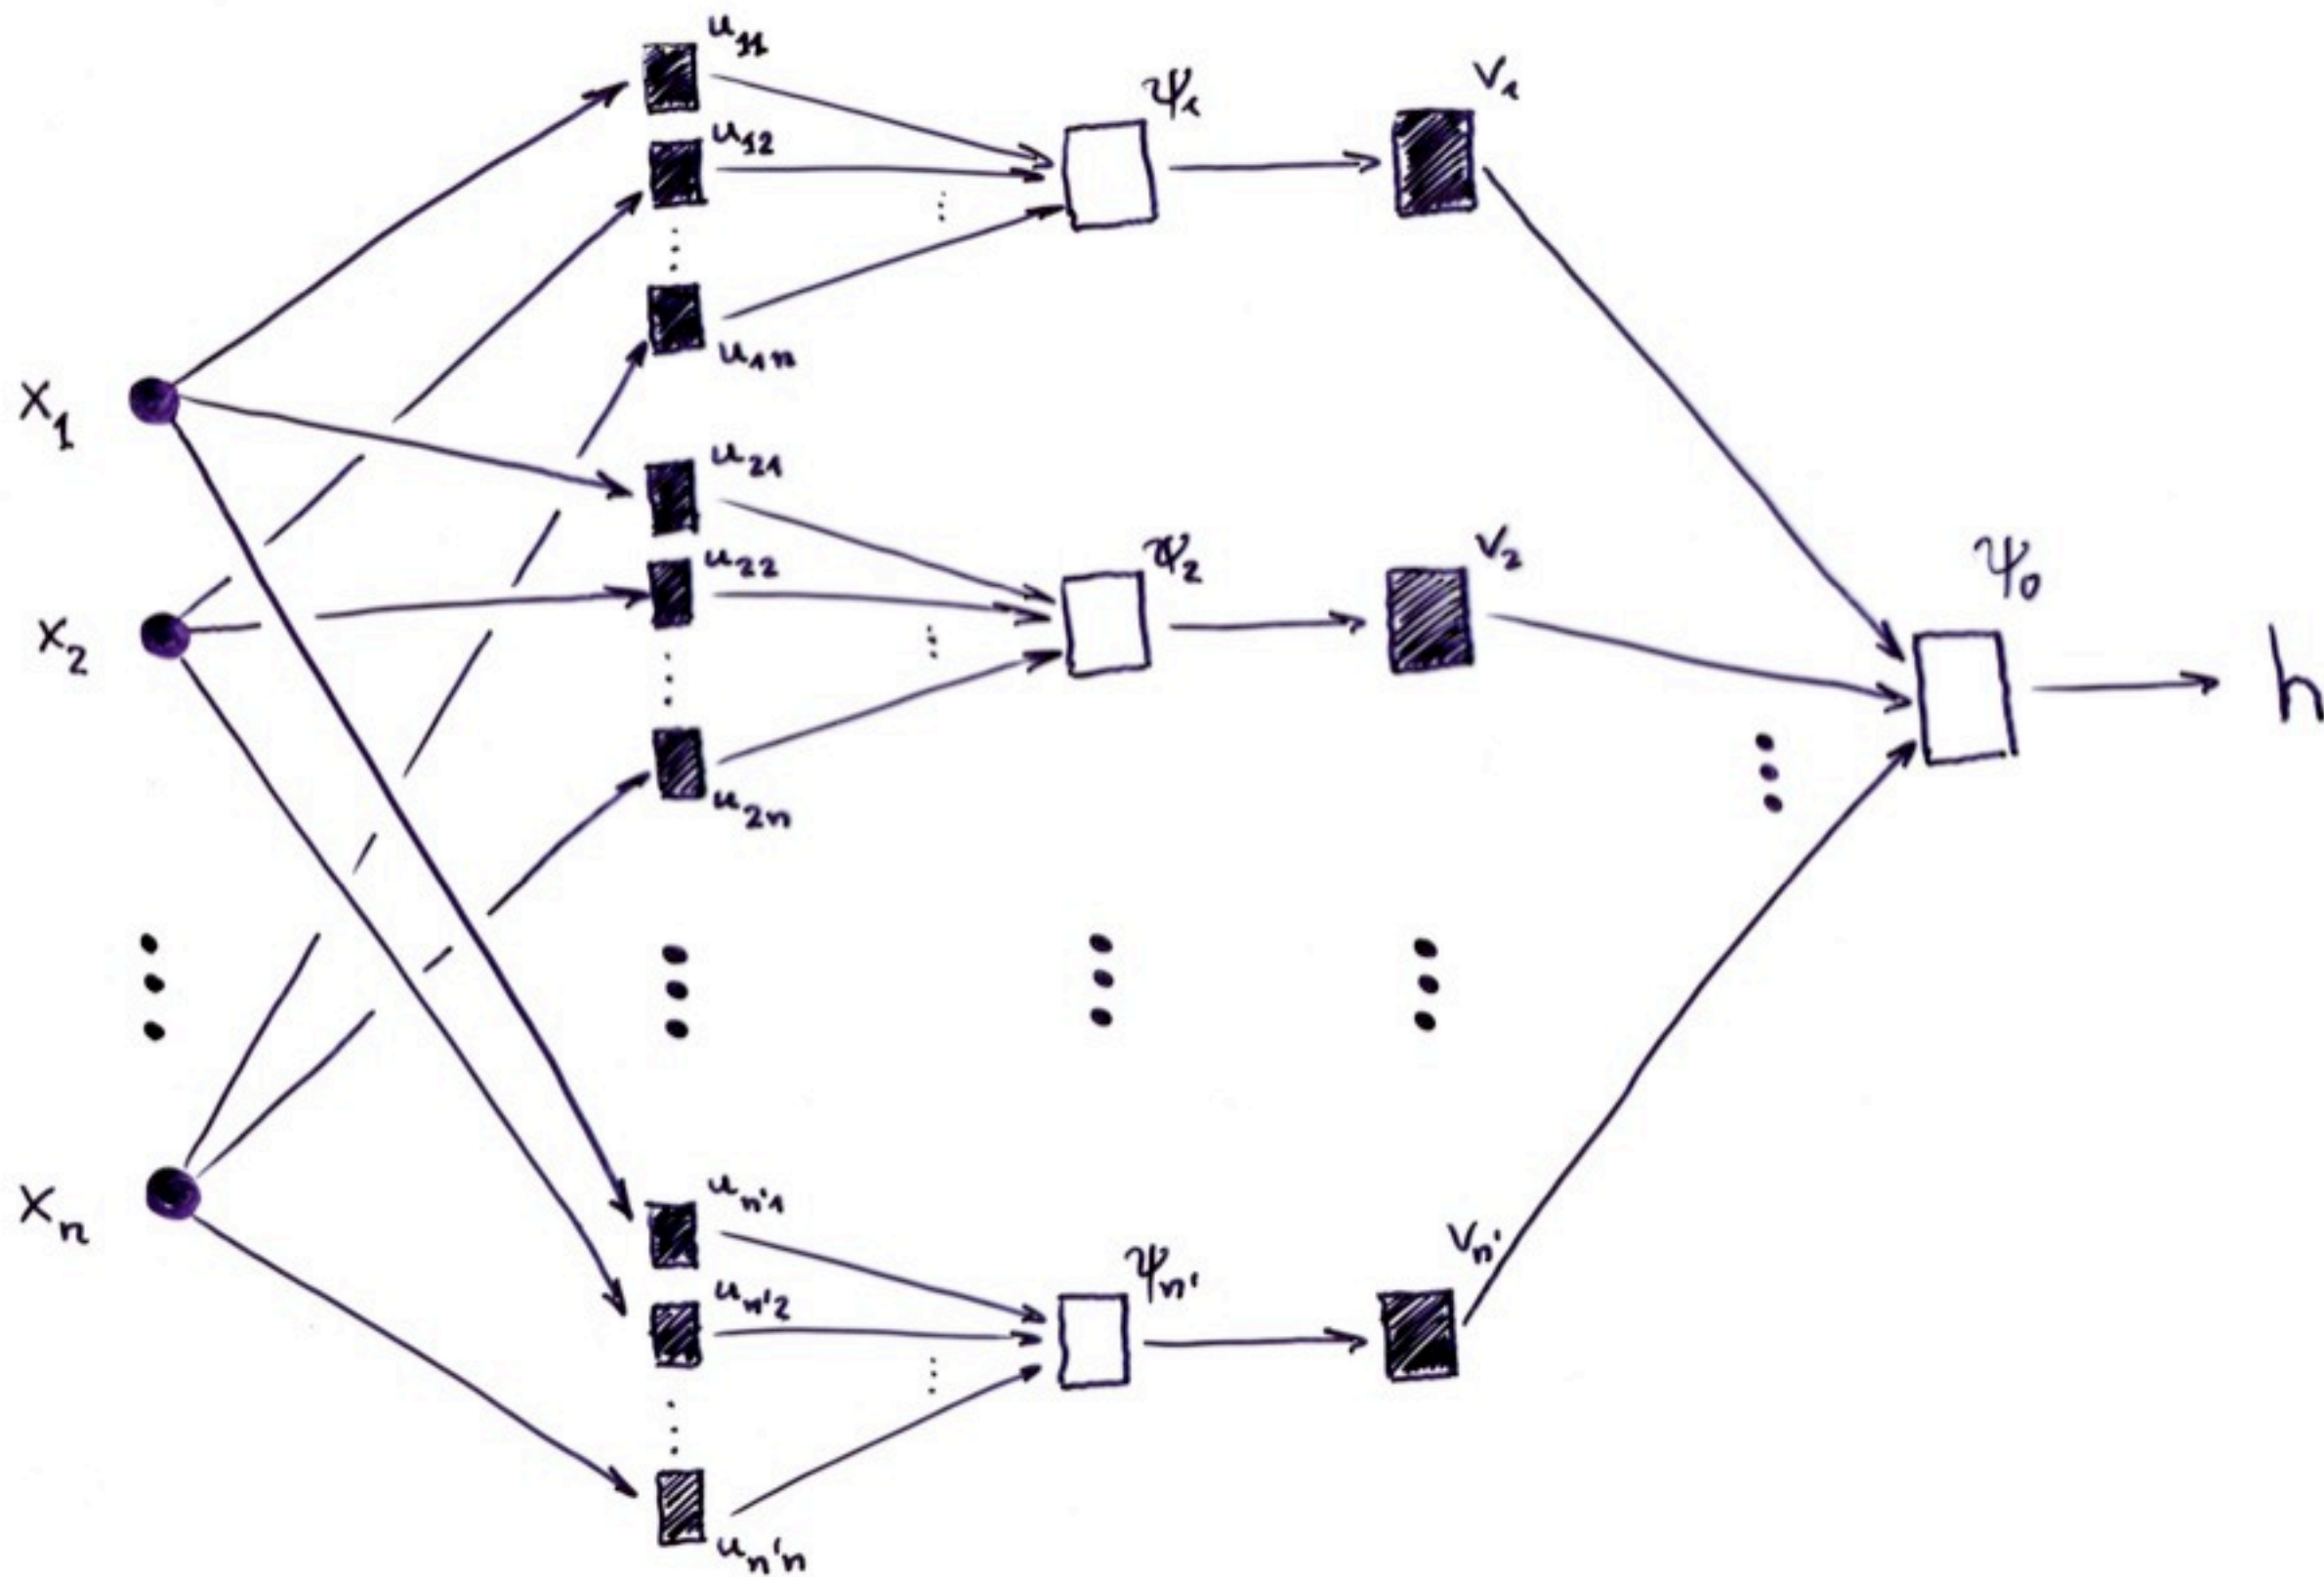 x₁
x₂
xₙ
u₁₁
u₁₂
u₁ₙ
u₂₁
u₂₂
u₂ₙ
uₙ'₁
uₙ'₂
uₙ'ₙ
ψ₁
ψ₂
ψₙ'
v₁
v₂
vₙ'
ψ₀
h